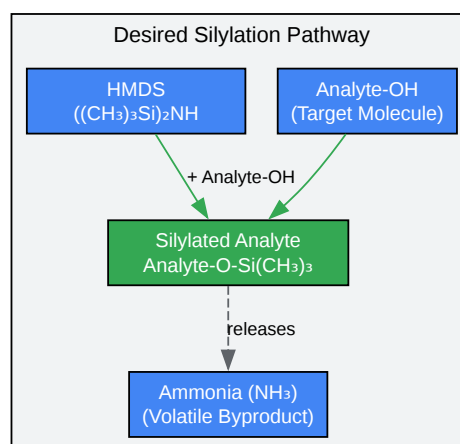 Desired Silylation Pathway
HMDS
((CH₃)₃Si)₂NH
Analyte-OH
(Target Molecule)
+ Analyte-OH
Silylated Analyte
Analyte-O-Si(CH₃)₃
releases
Ammonia (NH₃)
(Volatile Byproduct)